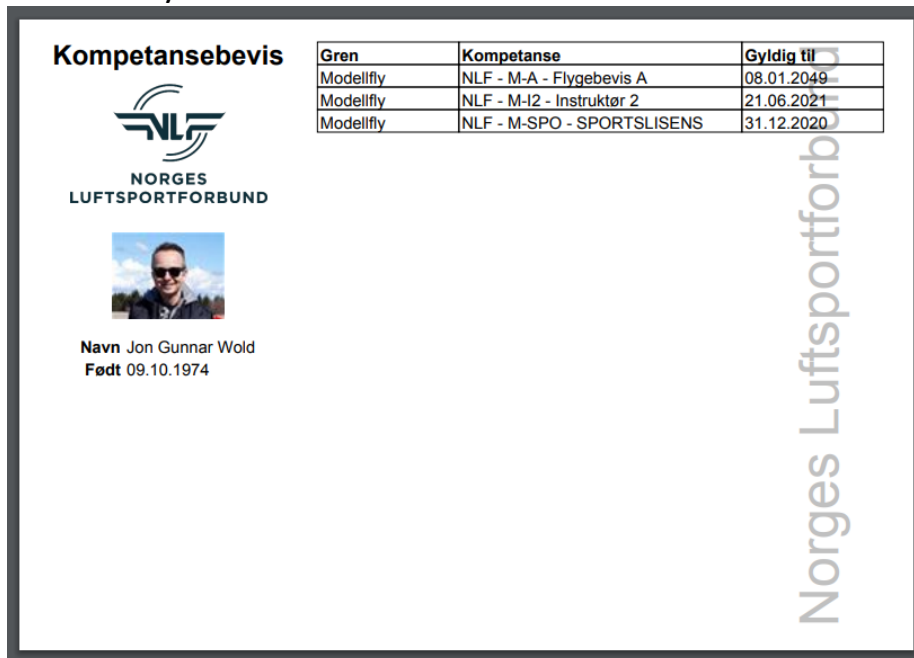 Kompetansebevis
NLF
NORGES
LUFTSPORTFORBUND
Navn Jon Gunnar Wold
Født 09.10.1974
Gren Kompetanse Gyldig til
Modellfly NLF - M-A - Flygebevis A 08.01.2049
Modellfly NLF - M-I2 - Instruktør 2 21.06.2021
Modellfly NLF - M-SPO - SPORTSLISENS 31.12.2020
Norges Luftsportforbund